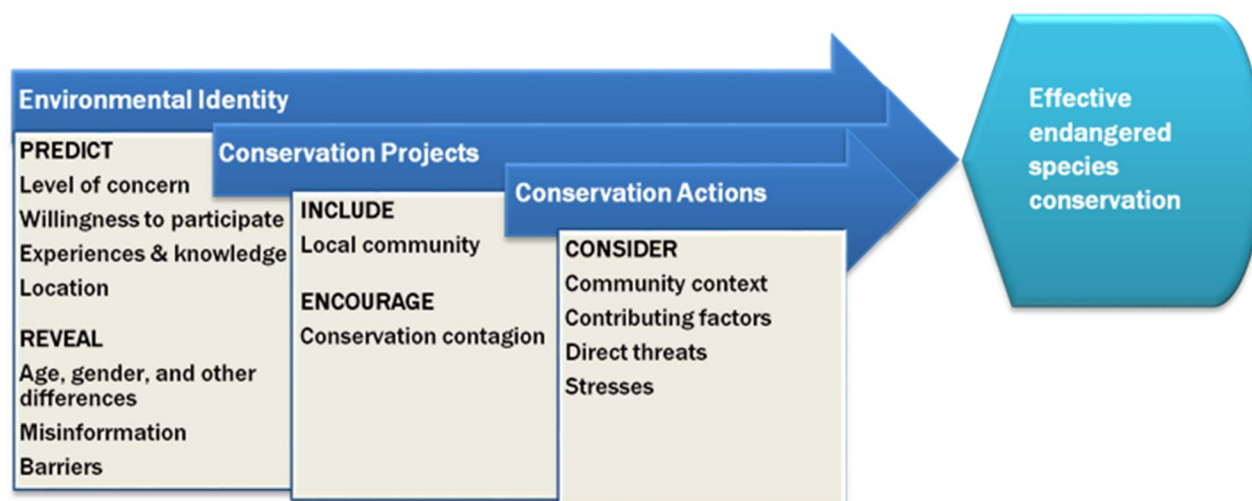 Environmental Identity
PREDICT
Level of concern
Willingness to participate
Experiences & knowledge
Location
REVEAL
Age, gender, and other
differences
Misinforrmation
Barriers
Conservation Projects
INCLUDE
Local community
ENCOURAGE
Conservation contagion
Conservation Actions
CONSIDER
Community context
Contributing factors
Direct threats
Stresses
Effective
endangered
species
conservation